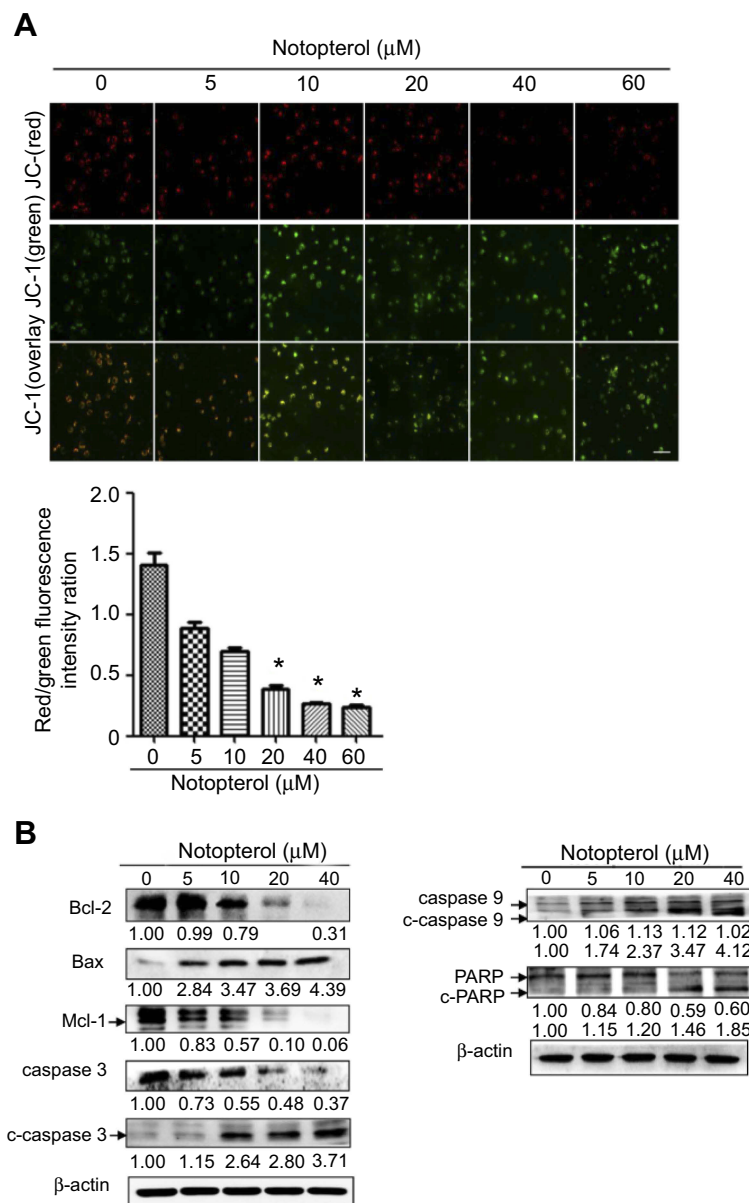 A
Notopterol (μM)
0 5 10 20 40 60
JC-1(overlay JC-1(green) JC-(red)
Red/green fluorescence
intensity ration
2.0
1.5
1.0
0.5
0
* * *
0 5 10 20 40 60
Notopterol (μM)
B
Notopterol (μM)
0 5 10 20 40
Bcl-2
1.00 0.99 0.79 0.31
Bax
1.00 2.84 3.47 3.69 4.39
Mcl-1
1.00 0.83 0.57 0.10 0.06
caspase 3
1.00 0.73 0.55 0.48 0.37
c-caspase 3
1.00 1.15 2.64 2.80 3.71
β-actin
Notopterol (μM)
0 5 10 20 40
caspase 9
c-caspase 9
1.00 1.06 1.13 1.12 1.02
1.00 1.74 2.37 3.47 4.12
PARP
c-PARP
1.00 0.84 0.80 0.59 0.60
1.00 1.15 1.20 1.46 1.85
β-actin